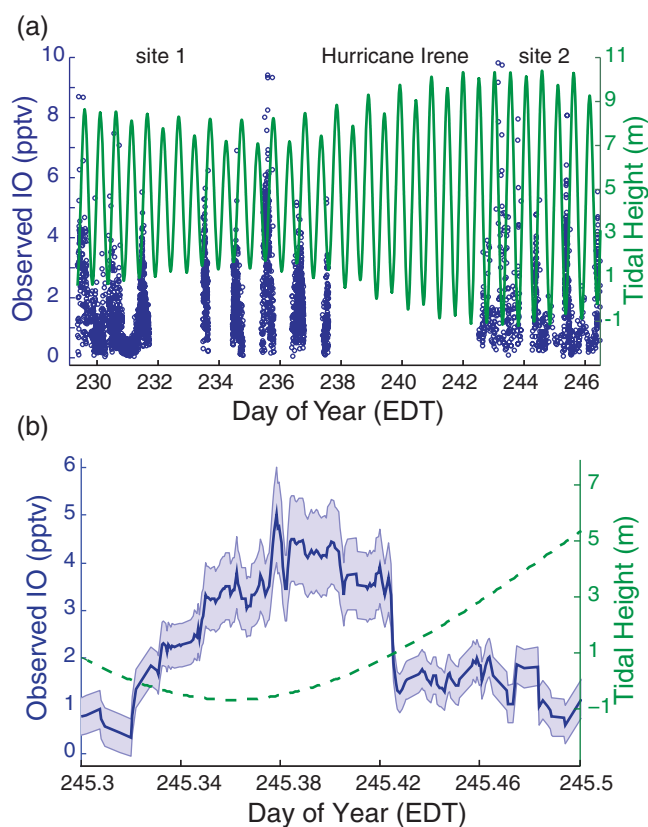 (a)
site 1 Hurricane Irene site 2
10
8
6
4
2
0
Observed IO (pptv)
11
9
7
5
3
1
-1
Tidal Height (m)
230 232 234 236 238 240 242 244 246
Day of Year (EDT)
(b)
6
5
4
3
2
1
0
Observed IO (pptv)
7
5
3
1
-1
Tidal Height (m)
245.3 245.34 245.38 245.42 245.46 245.5
Day of Year (EDT)